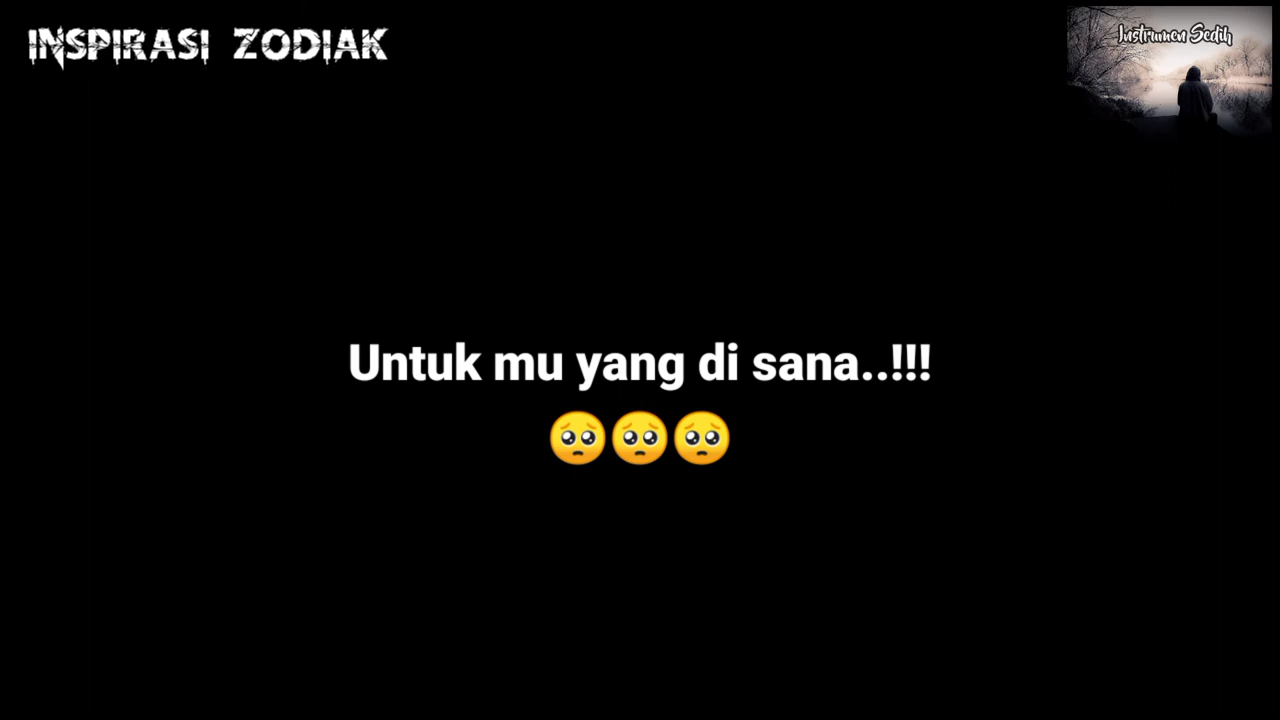 INSPIRASI ZODIAK
Instrumen Sedih
Untuk mu yang di sana..!!!
🥺🥺🥺